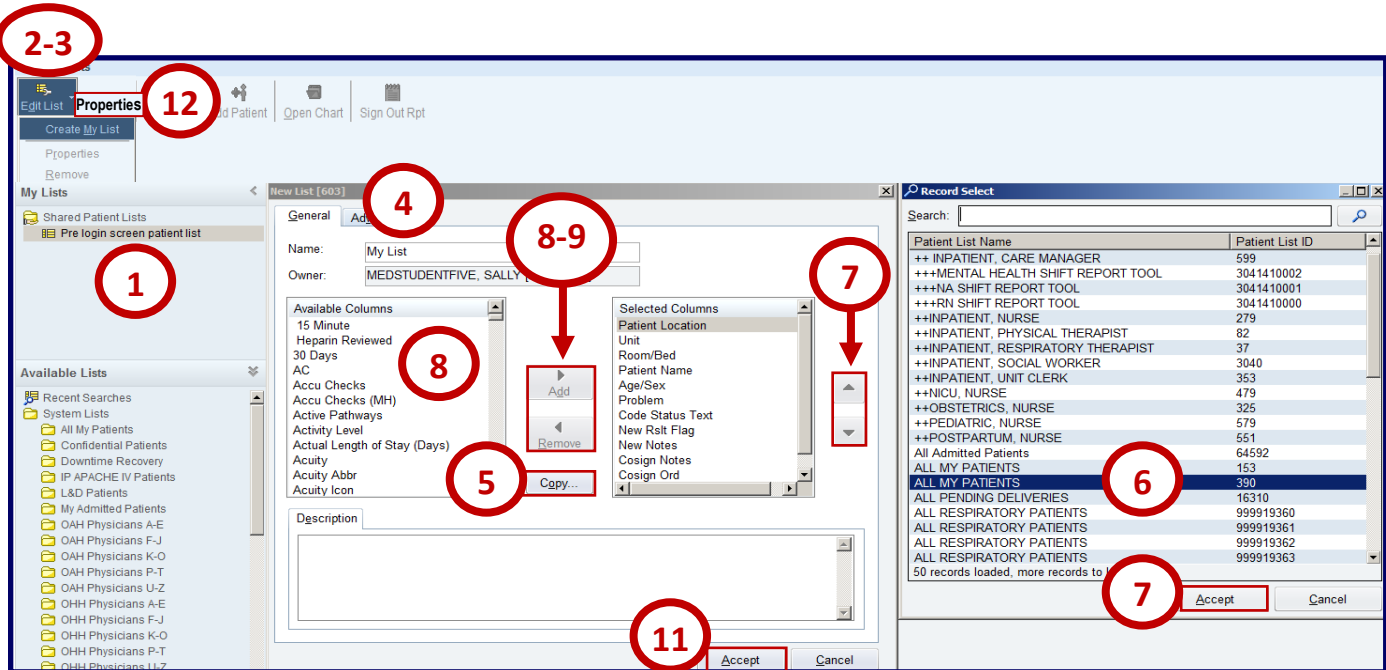 2-3
Edit List
Properties
12
Patient
Open Chart
Sign Out Rpt
Create My List
Properties
Remove
My Lists
Shared Patient Lists
Pre login screen patient list
1
Available Lists
Recent Searches
System Lists
All My Patients
Confidential Patients
Downtime Recovery
IP APACHE IV Patients
L&D Patients
My Admitted Patients
OAH Physicians A-E
OAH Physicians F-J
OAH Physicians K-O
OAH Physicians P-T
OAH Physicians U-Z
OHH Physicians A-E
OHH Physicians F-J
OHH Physicians K-O
OHH Physicians P-T
OHH Physicians U-Z
New List [603]
4
General
Name:
My List
Owner:
MEDSTUDENTFIVE, SALLY
8-9
7
Available Columns
15 Minute
Heparin Reviewed
30 Days
AC
Accu Checks
Accu Checks (MH)
Active Pathways
Activity Level
Actual Length of Stay (Days)
Acuity
Acuity Abbr
Acuity Icon
8
Add
Remove
5
Copy...
Selected Columns
Patient Location
Unit
Room/Bed
Patient Name
Age/Sex
Problem
Code Status Text
New Rslt Flag
New Notes
Cosign Notes
Cosign Ord
Description
11
Accept
Cancel
Record Select
Search:
Patient List Name Patient List ID
++ INPATIENT, CARE MANAGER 599
+++MENTAL HEALTH SHIFT REPORT TOOL 3041410002
+++NA SHIFT REPORT TOOL 3041410001
+++RN SHIFT REPORT TOOL 3041410000
++INPATIENT, NURSE 279
++INPATIENT, PHYSICAL THERAPIST 82
++INPATIENT, RESPIRATORY THERAPIST 37
++INPATIENT, SOCIAL WORKER 3040
++INPATIENT, UNIT CLERK 353
++NICU, NURSE 479
++OBSTETRICS, NURSE 325
++PEDIATRIC, NURSE 579
++POSTPARTUM, NURSE 551
All Admitted Patients 64592
ALL MY PATIENTS 153
ALL MY PATIENTS 390
ALL PENDING DELIVERIES 16310
ALL RESPIRATORY PATIENTS 999919360
ALL RESPIRATORY PATIENTS 999919361
ALL RESPIRATORY PATIENTS 999919362
ALL RESPIRATORY PATIENTS 999919363
50 records loaded, more records to
6
7
Accept
Cancel